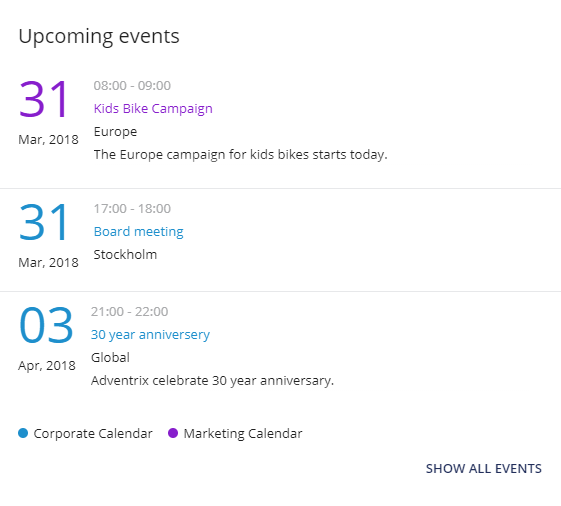 Upcoming events
31
Mar, 2018
08:00 - 09:00
Kids Bike Campaign
Europe
The Europe campaign for kids bikes starts today.
31
Mar, 2018
17:00 - 18:00
Board meeting
Stockholm
03
Apr, 2018
21:00 - 22:00
30 year anniversery
Global
Adventrix celebrate 30 year anniversary.
Corporate Calendar Marketing Calendar
SHOW ALL EVENTS